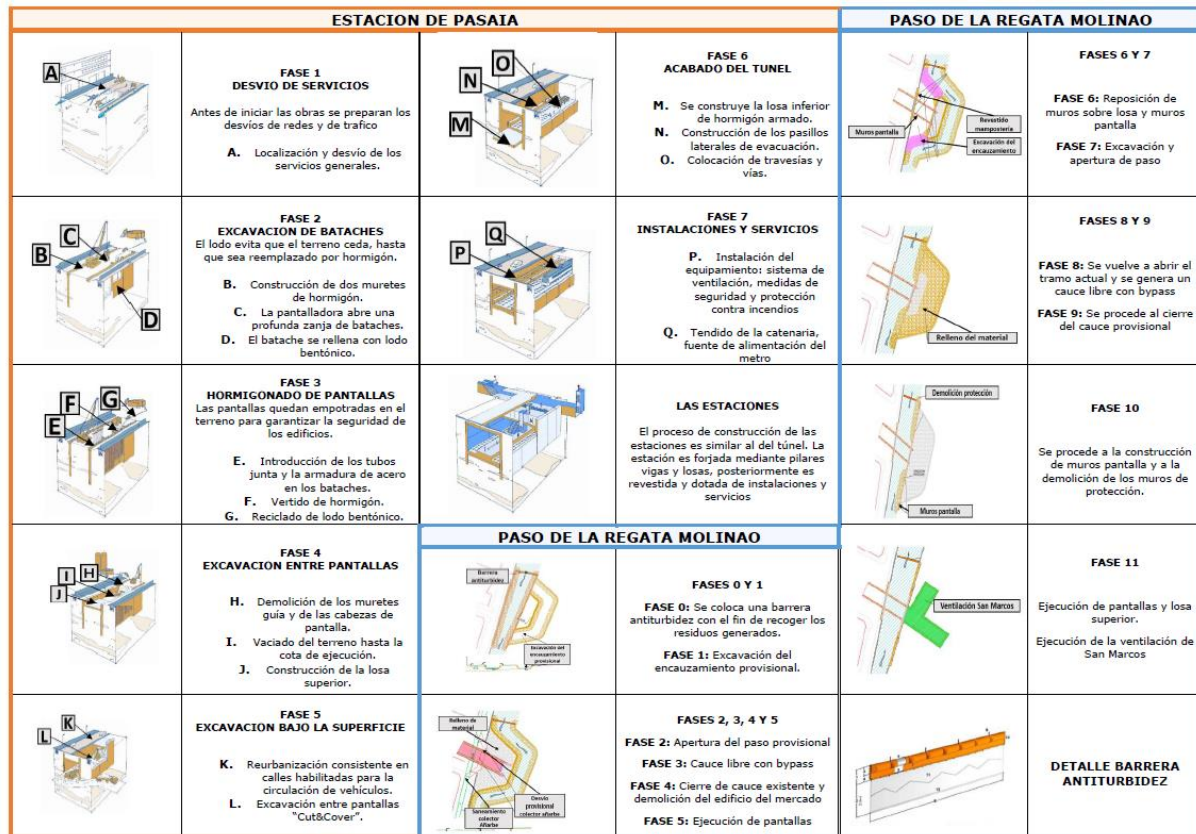 ESTACION DE PASAIA
A
FASE 1
DESVIO DE SERVICIOS
Antes de iniciar las obras se preparan los
desvíos de redes y de trafico
A. Localización y desvío de los
servicios generales.
B
C
D
FASE 2
EXCAVACION DE BATACHES
El lodo evita que el terreno ceda, hasta
que sea reemplazado por hormigón.
B. Construcción de dos muretes
de hormigón.
C. La pantalladora abre una
profunda zanja de bataches.
D. El batache se rellena con lodo
bentónico.
E
F
G
FASE 3
HORMIGONADO DE PANTALLAS
Las pantallas quedan empotradas en el
terreno para garantizar la seguridad de
los edificios.
E. Introducción de los tubos
junta y la armadura de acero
en los bataches.
F. Vertido de hormigón.
G. Reciclado de lodo bentónico.
H
I
J
FASE 4
EXCAVACION ENTRE PANTALLAS
H. Demolición de los muretes
guía y de las cabezas de
pantalla.
I. Vaciado del terreno hasta la
cota de ejecución.
J. Construcción de la losa
superior.
K
L
FASE 5
EXCAVACION BAJO LA SUPERFICIE
K. Reurbanización consistente en
calles habilitadas para la
circulación de vehículos.
L. Excavación entre pantallas
"Cut&Cover".
O
N
M
FASE 6
ACABADO DEL TUNEL
M. Se construye la losa inferior
de hormigón armado.
N. Construcción de los pasillos
laterales de evacuación.
O. Colocación de travesías y
vías.
Q
P
FASE 7
INSTALACIONES Y SERVICIOS
P. Instalación del
equipamiento: sistema de
ventilación, medidas de
seguridad y protección
contra incendios
Q. Tendido de la catenaria,
fuente de alimentación del
metro
LAS ESTACIONES
El proceso de construcción de las
estaciones es similar al del túnel. La
estación es forjada mediante pilares
vigas y losas, posteriormente es
revestida y dotada de instalaciones y
servicios
PASO DE LA REGATA MOLINAO
Barrera
antiturbidez
Excavación del
encauzamiento
provisional
FASES 0 Y 1
FASE 0: Se coloca una barrera
antiturbidez con el fin de recoger los
residuos generados.
FASE 1: Excavación del
encauzamiento provisional.
Relleno de
material
Desvío
provisional
colector añarbe
Saneamiento
colector
Añarbe
FASES 2, 3, 4 Y 5
FASE 2: Apertura del paso provisional
FASE 3: Cauce libre con bypass
FASE 4: Cierre de cauce existente y
demolición del edificio del mercado
FASE 5: Ejecución de pantallas
PASO DE LA REGATA MOLINAO
Muros pantalla
Revestido
mampostería
Excavación del
encauzamiento
FASES 6 Y 7
FASE 6: Reposición de
muros sobre losa y muros
pantalla
FASE 7: Excavación y
apertura de paso
Relleno del material
FASES 8 Y 9
FASE 8: Se vuelve a abrir el
tramo actual y se genera un
cauce libre con bypass
FASE 9: Se procede al cierre
del cauce provisional
Demolición protección
Muros pantalla
FASE 10
Se procede a la construcción
de muros pantalla y a la
demolición de los muros de
protección.
Ventilación San Marcos
FASE 11
Ejecución de pantallas y losa
superior.
Ejecución de la ventilación de
San Marcos
DETALLE BARRERA
ANTITURBIDEZ